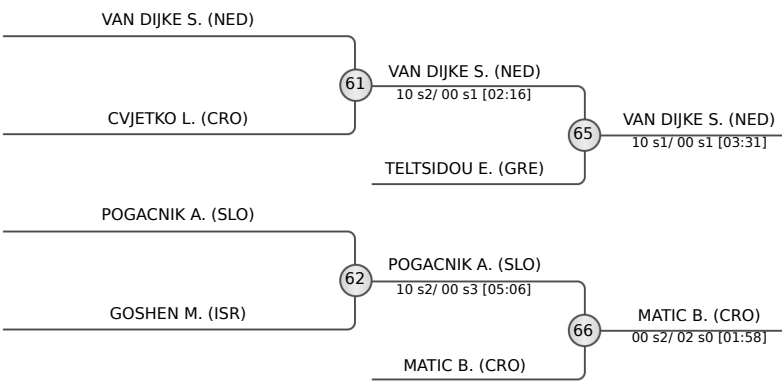 VAN DIJKE S. (NED)
61
VAN DIJKE S. (NED)
10 s2/ 00 s1 [02:16]
CVJETKO L. (CRO)
65
VAN DIJKE S. (NED)
10 s1/ 00 s1 [03:31]
TELTSIDOU E. (GRE)
POGACNIK A. (SLO)
62
POGACNIK A. (SLO)
10 s2/ 00 s3 [05:06]
GOSHEN M. (ISR)
66
MATIC B. (CRO)
00 s2/ 02 s0 [01:58]
MATIC B. (CRO)